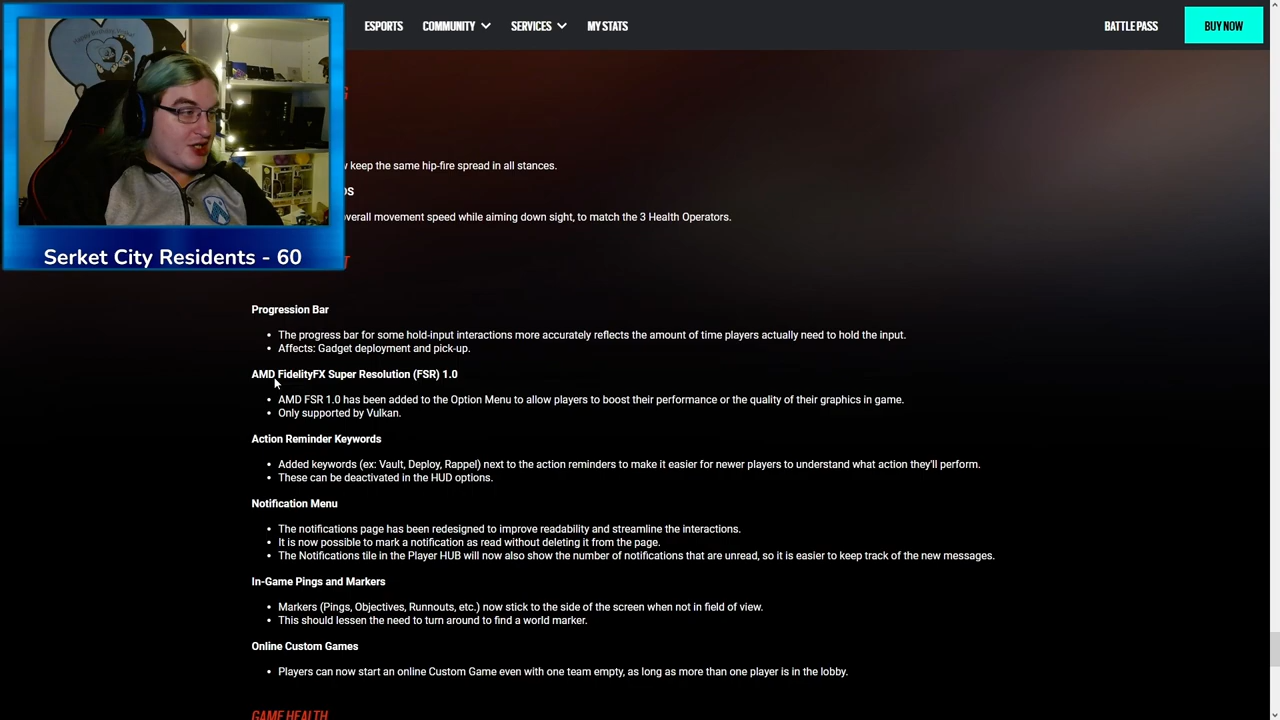 ESPORTS
COMMUNITY
SERVICES
MY STATS
BATTLE PASS
BUY NOW
keep the same hip-fire spread in all stances.
overall movement speed while aiming down sight, to match the 3 Health Operators.
Serket City Residents - 60
Progression Bar
• The progress bar for some hold-input interactions more accurately reflects the amount of time players actually need to hold the input.
• Affects: Gadget deployment and pick-up.
AMD FidelityFX Super Resolution (FSR) 1.0
• AMD FSR 1.0 has been added to the Option Menu to allow players to boost their performance or the quality of their graphics in game.
• Only supported by Vulkan.
Action Reminder Keywords
• Added keywords (ex: Vault, Deploy, Rappel) next to the action reminders to make it easier for newer players to understand what action they'll perform.
• These can be deactivated in the HUD options.
Notification Menu
• The notifications page has been redesigned to improve readability and streamline the interactions.
• It is now possible to mark a notification as read without deleting it from the page.
• The Notifications tile in the Player HUB will now also show the number of notifications that are unread, so it is easier to keep track of the new messages.
In-Game Pings and Markers
• Markers (Pings, Objectives, Runnouts, etc.) now stick to the side of the screen when not in field of view.
• This should lessen the need to turn around to find a world marker.
Online Custom Games
• Players can now start an online Custom Game even with one team empty, as long as more than one player is in the lobby.
GAME HEALTH